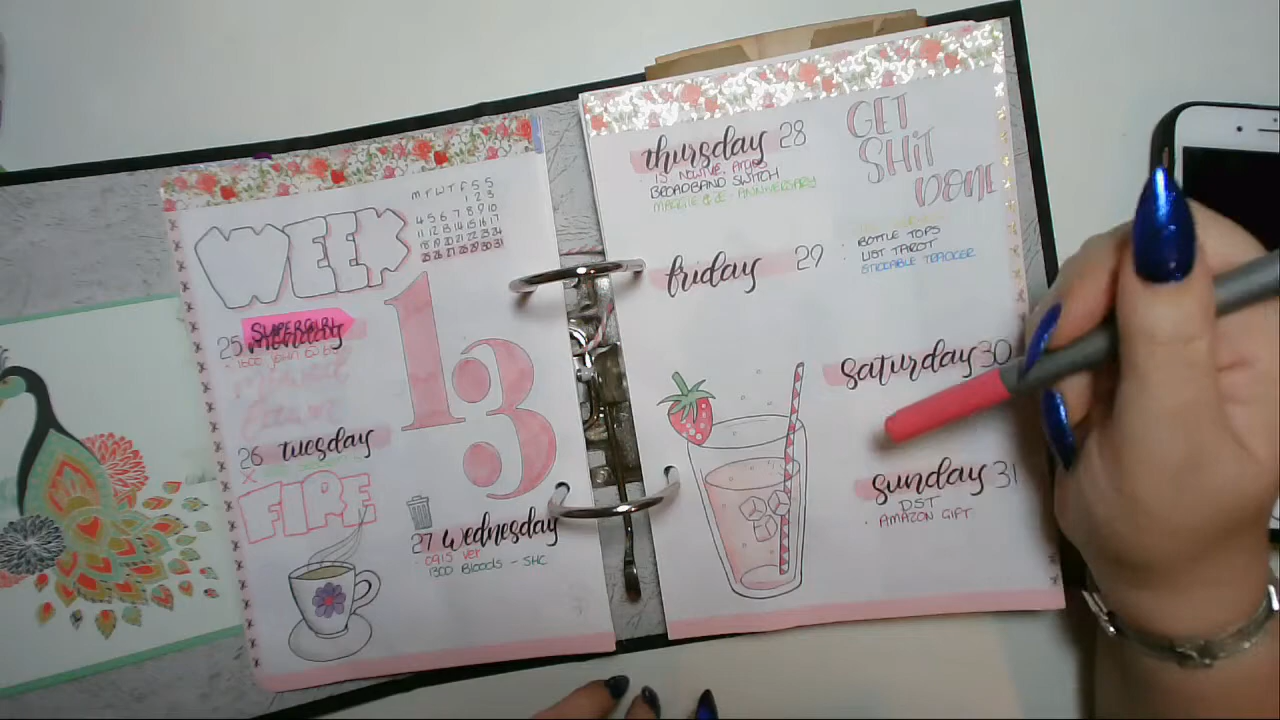 WEEK
M T W T F S S
1 2 3
4 5 6 7 8 9 10
11 12 13 14 15 16 17
18 19 20 21 22 23 24
25 26 27 28 29 30 31
13
SUPERGIRL
25 monday
26 tuesday
x
FIRE
27 wednesday
0915 Vet
1300 Bloods - SHC
thursday 28
BROADBAND SWITCH
ANNIVERSARY
GET
SHIT
DONE
friday 29
BOTTLE TOPS
LIST TAROT
TRACKER
saturday 30
sunday 31
DST
AMAZON GIFT